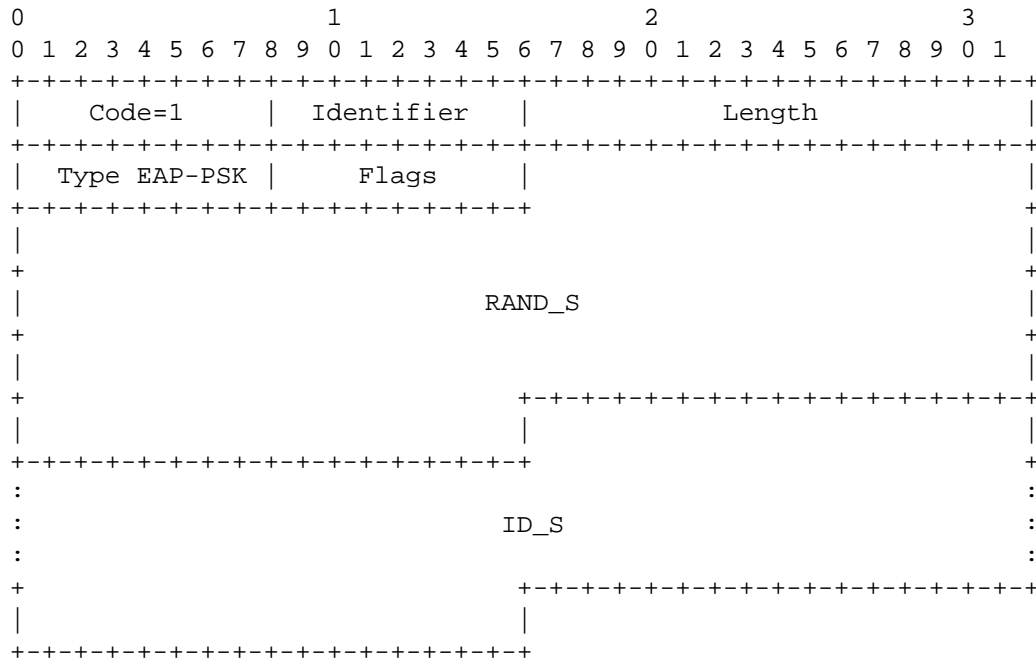 0                   1                   2                   3
0 1 2 3 4 5 6 7 8 9 0 1 2 3 4 5 6 7 8 9 0 1 2 3 4 5 6 7 8 9 0 1
+-+-+-+-+-+-+-+-+-+-+-+-+-+-+-+-+-+-+-+-+-+-+-+-+-+-+-+-+-+-+-+-+
|    Code=1     |  Identifier   |            Length             |
+-+-+-+-+-+-+-+-+-+-+-+-+-+-+-+-+-+-+-+-+-+-+-+-+-+-+-+-+-+-+-+-+
|  Type EAP-PSK |     Flags     |                               |
+-+-+-+-+-+-+-+-+-+-+-+-+-+-+-+-+                               +
|                                                               |
+                                                               +
|                             RAND_S                            |
+                                                               +
|                                                               |
+                               +-+-+-+-+-+-+-+-+-+-+-+-+-+-+-+-+
|                               |                               |
+-+-+-+-+-+-+-+-+-+-+-+-+-+-+-+-+                               +
:                                                               :
:                              ID_S                             :
:                                                               :
+                               +-+-+-+-+-+-+-+-+-+-+-+-+-+-+-+-+
|                               |
+-+-+-+-+-+-+-+-+-+-+-+-+-+-+-+-+